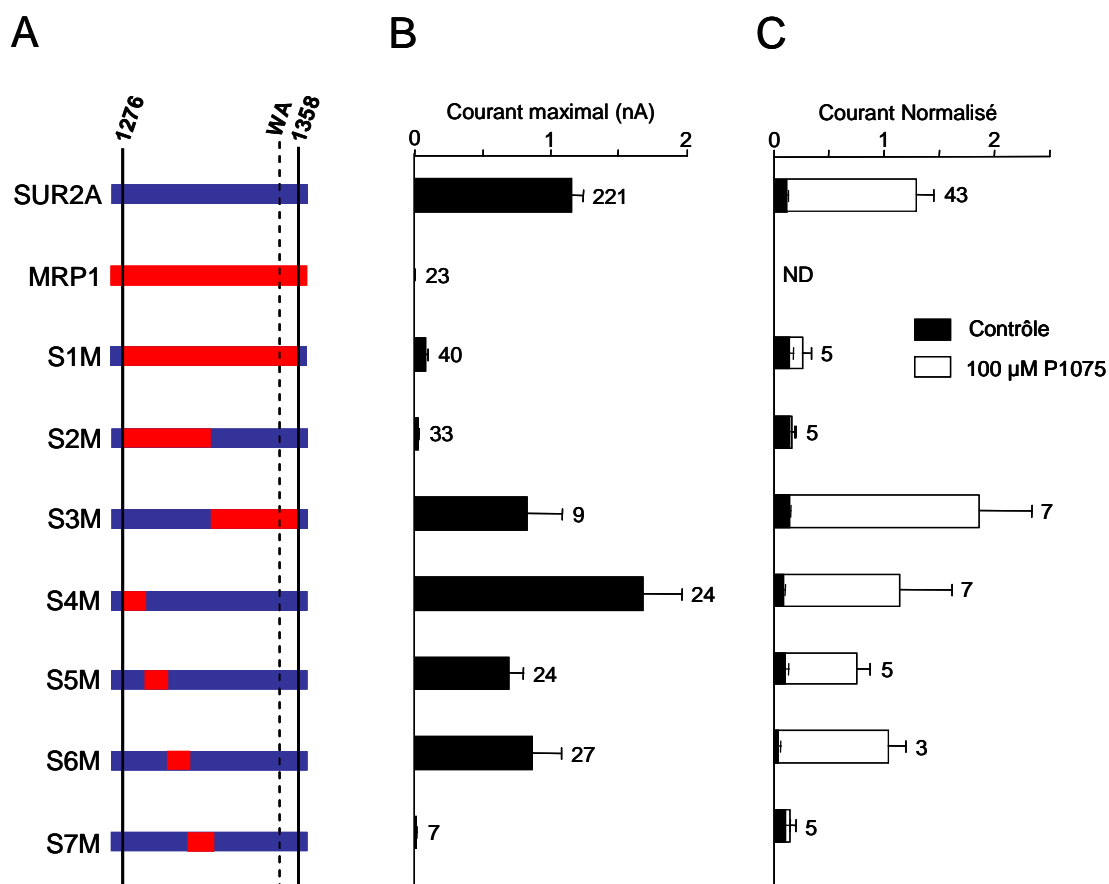 A
B
C
1276
WA
1358
Courant maximal (nA)
0
1
2
Courant Normalisé
0
1
2
SUR2A
221
43
MRP1
23
ND
S1M
40
5
Contrôle
100 µM P1075
S2M
33
5
S3M
9
7
S4M
24
7
S5M
24
5
S6M
27
3
S7M
7
5